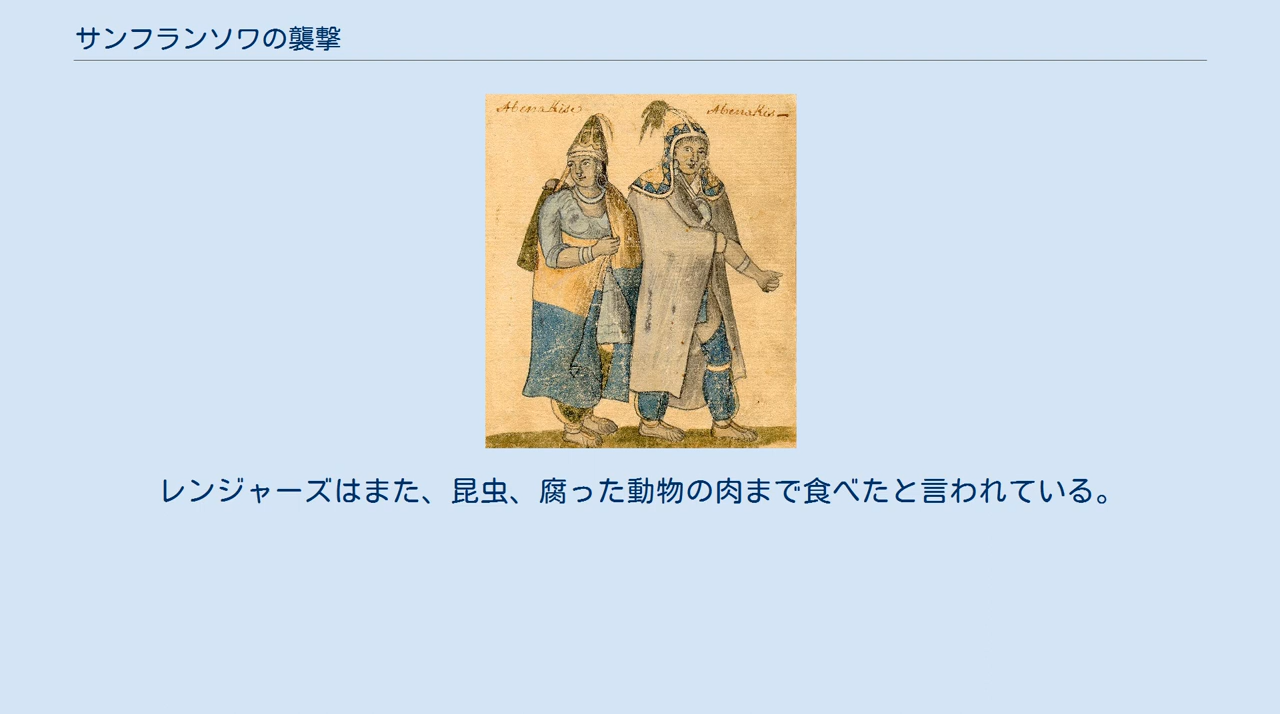 サンフランソワの襲撃
Abenakise Abenakis
レンジャーズはまた、昆虫、腐った動物の肉まで食べたと言われている。